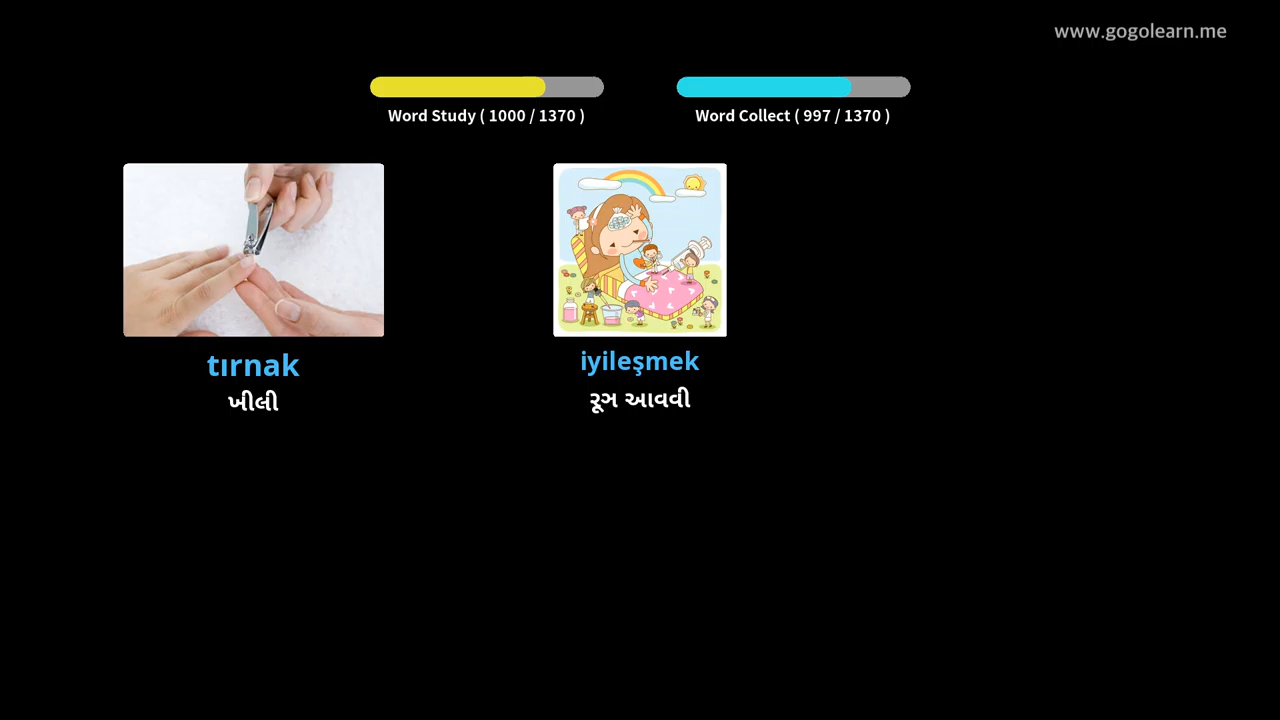 www.gogolearn.me
Word Study ( 1000 / 1370 )
Word Collect ( 997 / 1370 )
tırnak
ખીલી
iyileşmek
રૂઞ આવવી